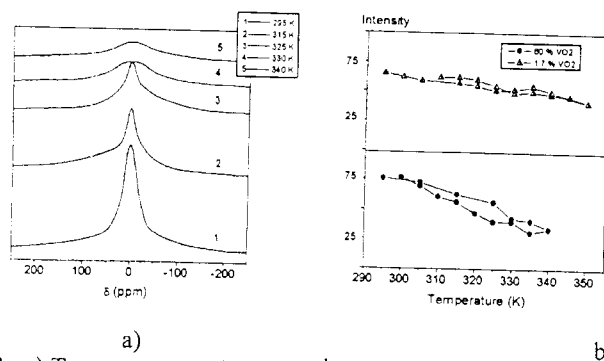 1 — 295 K
2 — 315 K
3 — 325 K
4 — 330 K
5 — 340 K
5
4
3
2
1
200 100 0 -100 -200
δ (ppm)
a)
Intensity
60 % VO2
1.7 % VO2
75
25
75
25
290 300 310 320 330 340 350
Temperature (K)
b